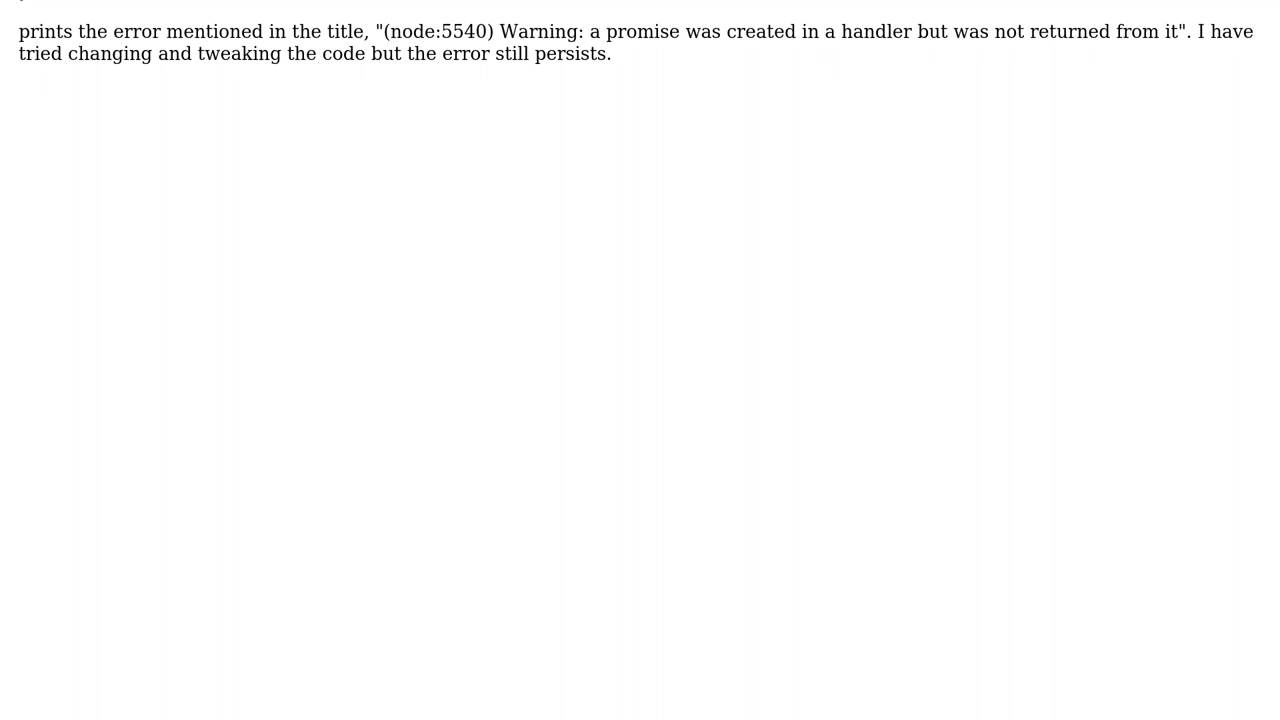 prints the error mentioned in the title, "(node:5540) Warning: a promise was created in a handler but was not returned from it". I have
tried changing and tweaking the code but the error still persists.